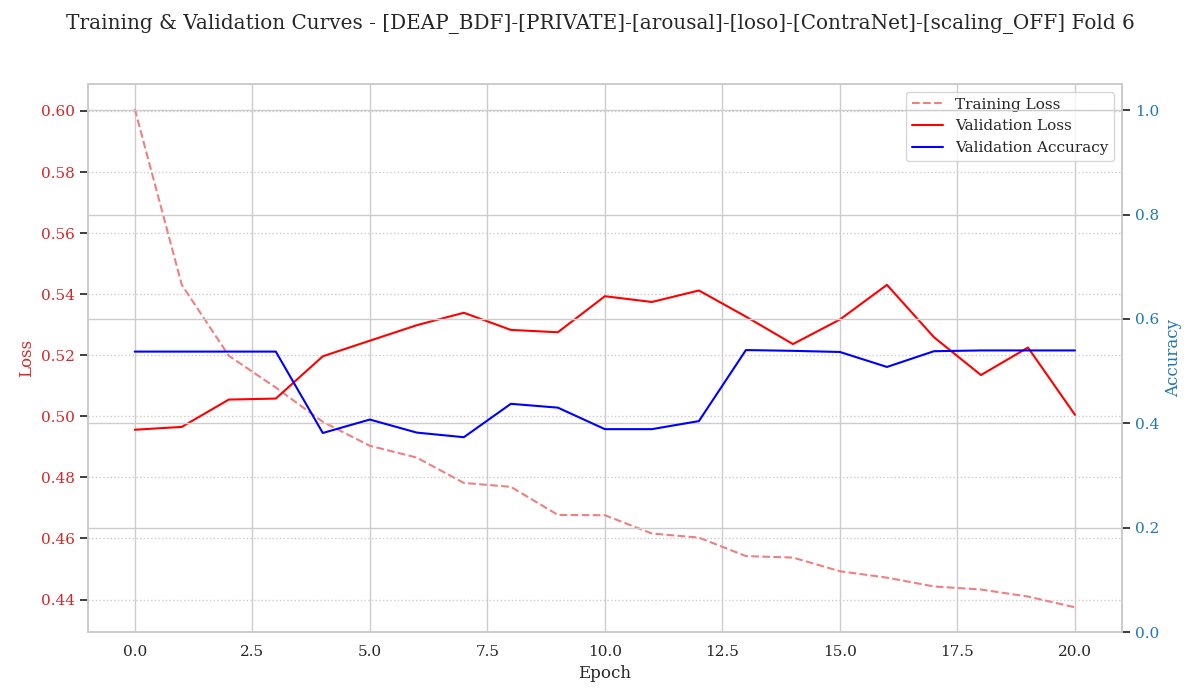 Training & Validation Curves - [DEAP_BDF]-[PRIVATE]-[arousal]-[loso]-[ContraNet]-[scaling_OFF] Fold 6
Training Loss
Validation Loss
Validation Accuracy
0.60
0.58
0.56
0.54
0.52
0.50
0.48
0.46
0.44
Loss
1.0
0.8
0.6
0.4
0.2
0.0
Accuracy
0.0 2.5 5.0 7.5 10.0 12.5 15.0 17.5 20.0
Epoch